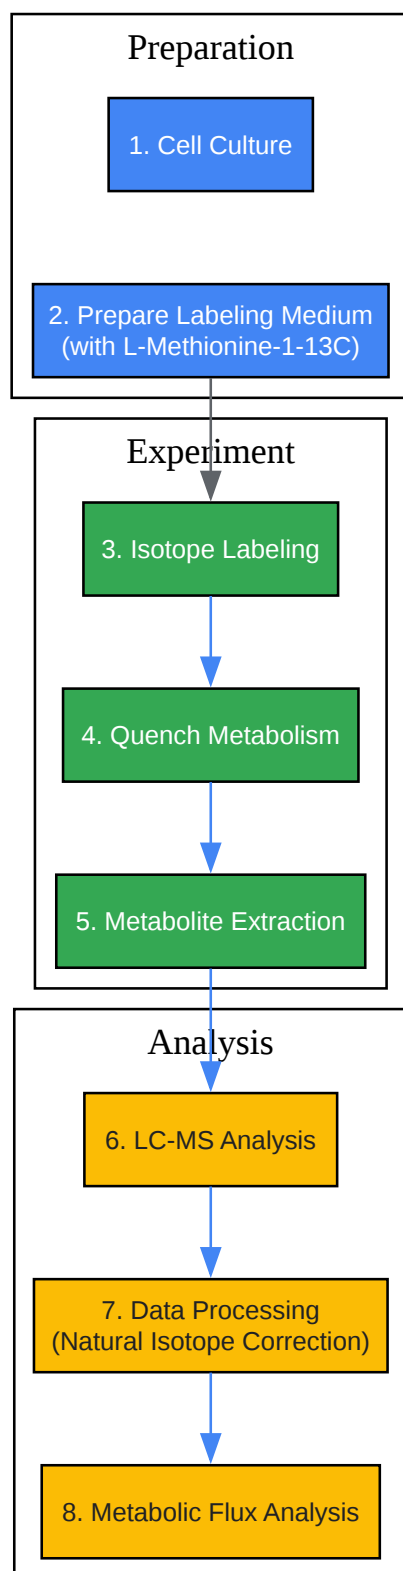 Preparation
1. Cell Culture
2. Prepare Labeling Medium
(with L-Methionine-1-13C)
Experiment
3. Isotope Labeling
4. Quench Metabolism
5. Metabolite Extraction
Analysis
6. LC-MS Analysis
7. Data Processing
(Natural Isotope Correction)
8. Metabolic Flux Analysis